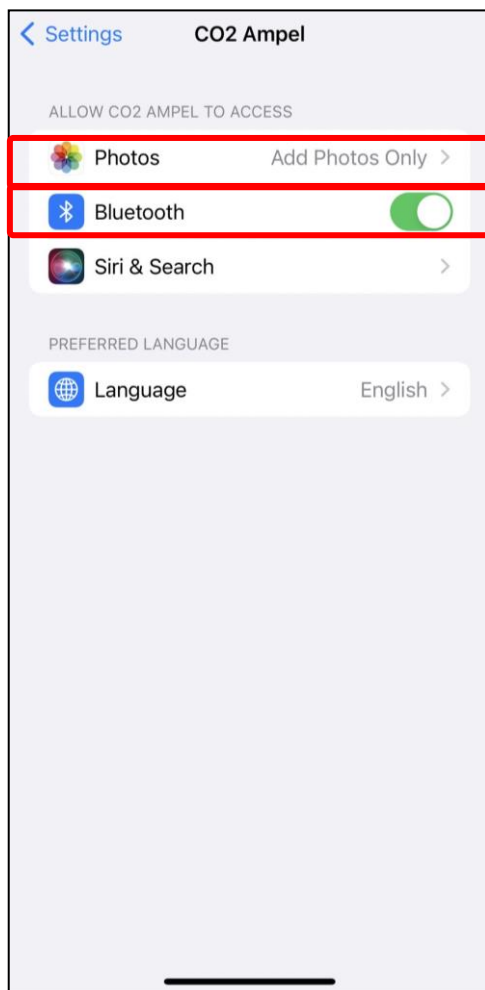 Settings CO2 Ampel
ALLOW CO2 AMPEL TO ACCESS
Photos Add Photos Only
Bluetooth
Siri & Search
PREFERRED LANGUAGE
Language English